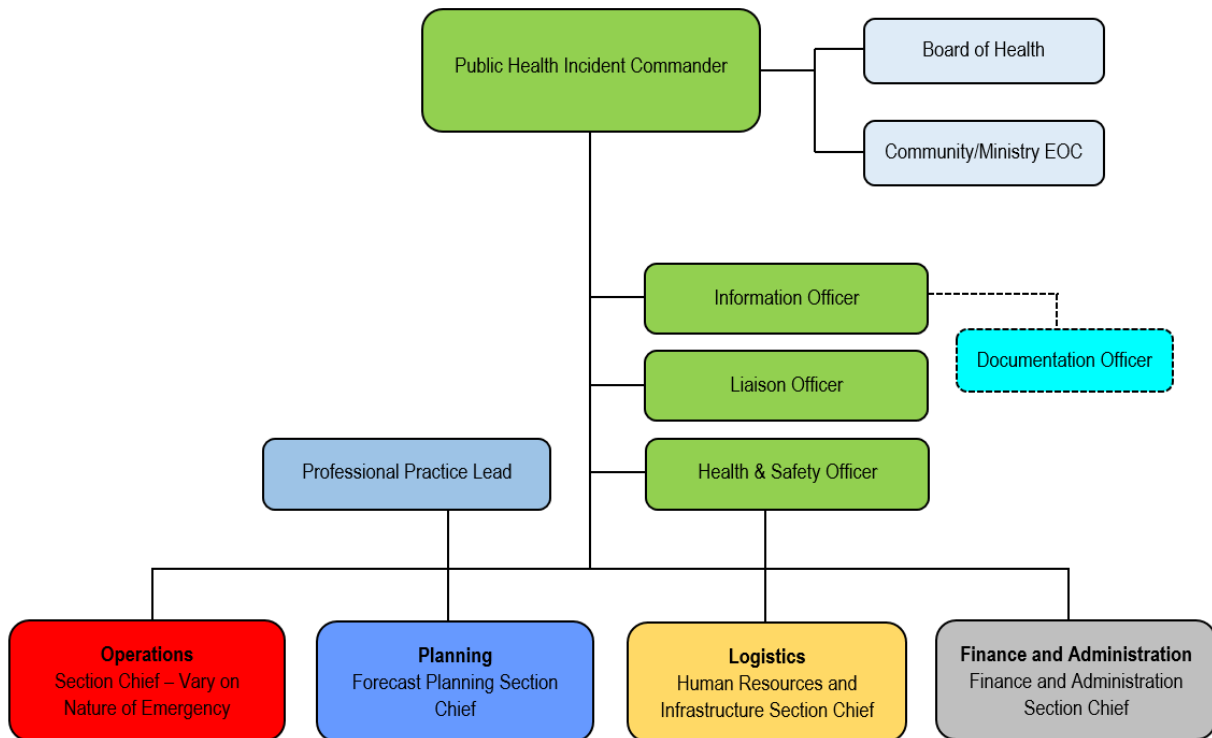 Public Health Incident Commander
Board of Health
Community/Ministry EOC
Information Officer
Documentation Officer
Liaison Officer
Professional Practice Lead
Health & Safety Officer
Operations
Section Chief – Vary on
Nature of Emergency
Planning
Forecast Planning Section
Chief
Logistics
Human Resources and
Infrastructure Section Chief
Finance and Administration
Finance and Administration
Section Chief